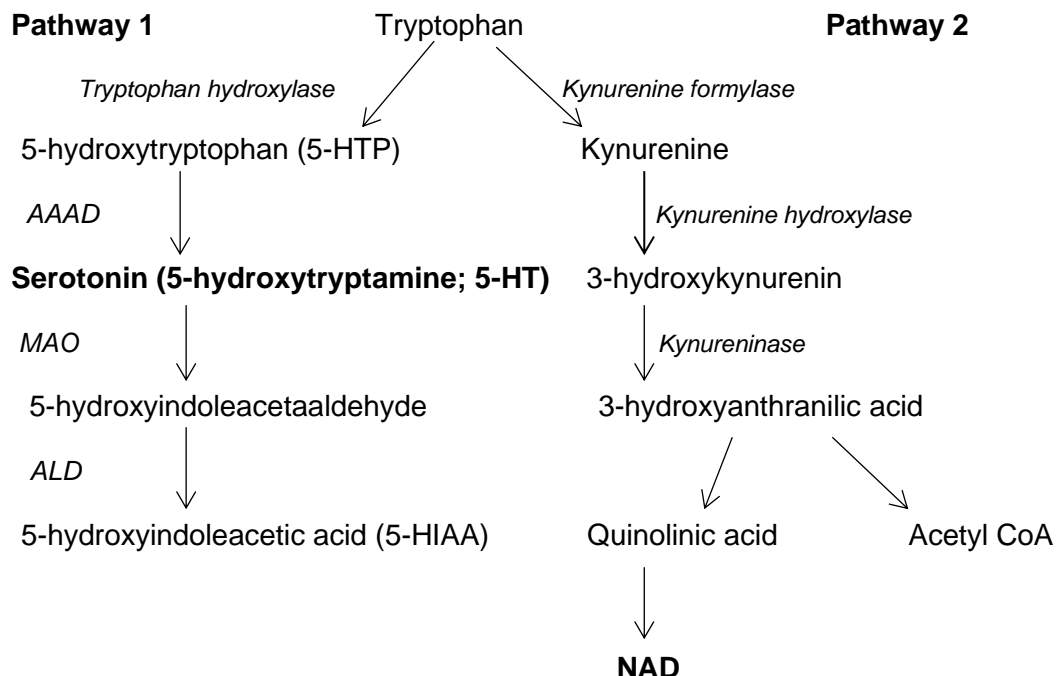 Pathway 1 Tryptophan Pathway 2
Tryptophan hydroxylase Kynurenine formylase
5-hydroxytryptophan (5-HTP) Kynurenine
AAAD Kynurenine hydroxylase
Serotonin (5-hydroxytryptamine; 5-HT) 3-hydroxykynurenin
MAO Kynureninase
5-hydroxyindoleacetaaldehyde 3-hydroxyanthranilic acid
ALD
5-hydroxyindoleacetic acid (5-HIAA) Quinolinic acid Acetyl CoA
NAD